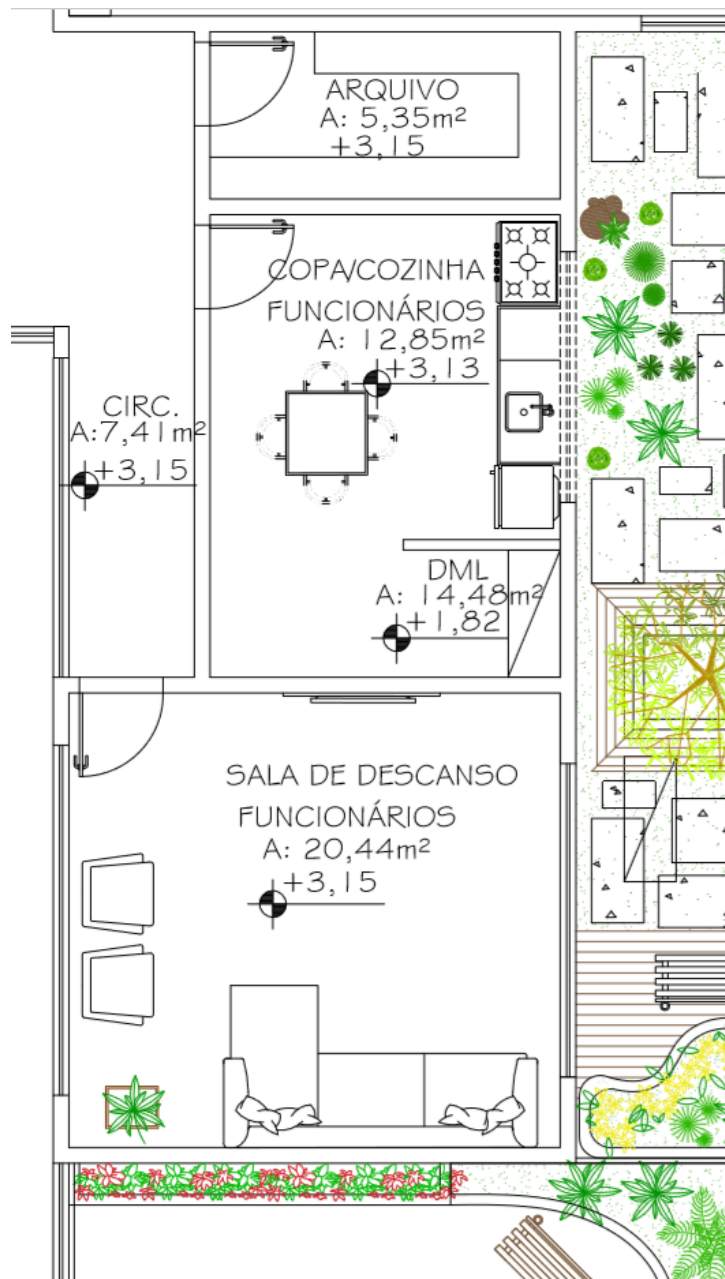 ARQUIVO
A: 5,35m²
+3,15
COPA/COZINHA
FUNCIONÁRIOS
A: 12,85m²
+3,13
CIRC.
A:7,41m²
+3,15
DML
A: 14,48m²
+1,82
SALA DE DESCANSO
FUNCIONÁRIOS
A: 20,44m²
+3,15